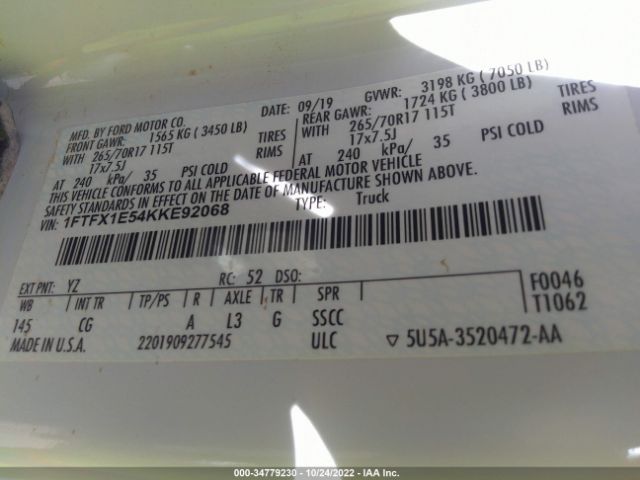 MFD. BY FORD MOTOR CO. DATE: 09/19 GVWR: 3198 KG ( 7050 LB)
FRONT GAWR: 1565 KG ( 3450 LB) REAR GAWR: 1724 KG ( 3800 LB)
WITH 265/70R17 115T TIRES WITH 265/70R17 115T TIRES
17x7.5J RIMS 17x7.5J RIMS
AT 240 kPa/ 35 PSI COLD AT 240 kPa/ 35 PSI COLD
THIS VEHICLE CONFORMS TO ALL APPLICABLE FEDERAL MOTOR VEHICLE
SAFETY STANDARDS IN EFFECT ON THE DATE OF MANUFACTURE SHOWN ABOVE.
VIN: 1FTFX1E54KKE92068 TYPE: Truck
EXT PNT: YZ RC: 52 DSO: F0046
WB INT TR TP/PS R AXLE TR SPR T1062
145 CG A L3 G SSCC
MADE IN U.S.A. 2201909277545 ULC ▽ 5U5A-3520472-AA
000-34779230 - 10/24/2022 - IAA Inc.